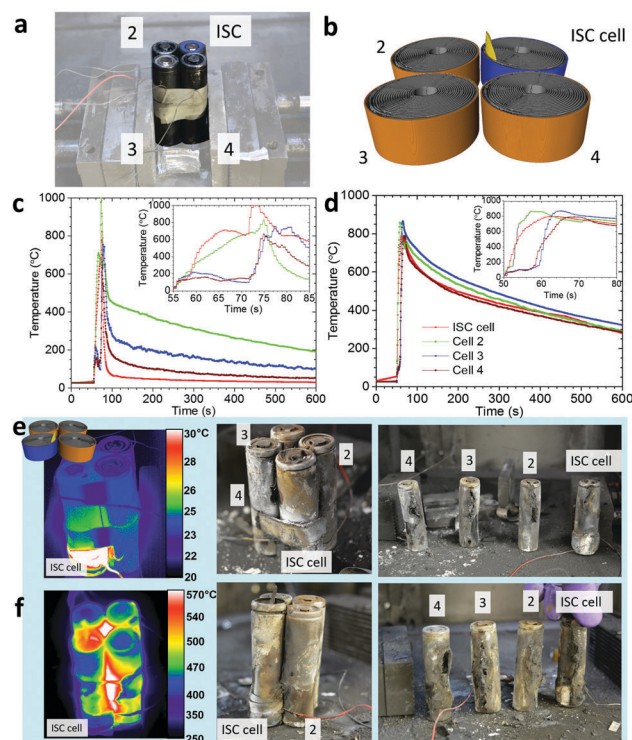 a
2
ISC
3
4
b
ISC cell
2
3
4
c
Temperature (°C)
1000
800
600
400
200
0
0 100 200 300 400 500 600
Time (s)
Temperature (°C)
1000
800
600
400
200
0
55 60 65 70 75 80 85
Time (s)
d
Temperature (°C)
1000
800
600
400
200
0
0 100 200 300 400 500 600
Time (s)
Temperature (°C)
1000
800
600
400
200
0
50 60 70 80
Time (s)
ISC cell
Cell 2
Cell 3
Cell 4
e
30°C
28
26
25
24
22
20
ISC cell
3
2
4
ISC cell
4
3
2
ISC cell
f
570°C
540
500
470
400
350
250
ISC cell
ISC cell
2
4
3
2
ISC cell